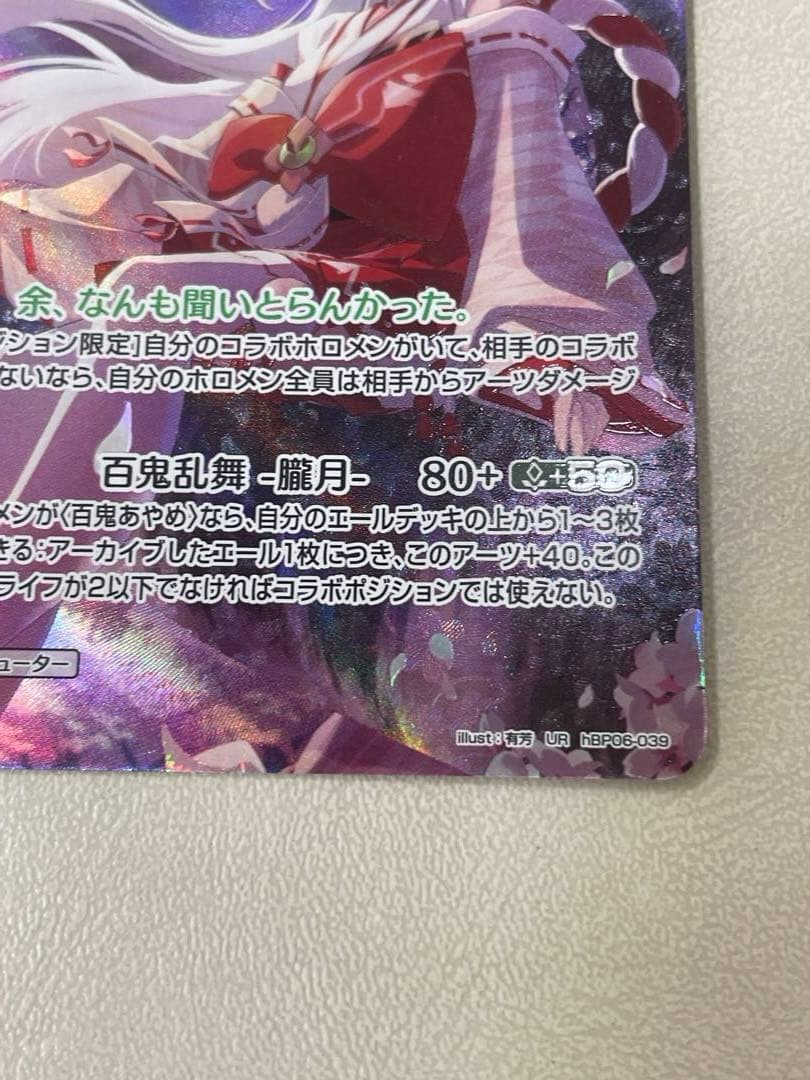 余、なんも聞いとらんかった。
ジション限定]自分のコラボホロメンがいて、相手のコラボ
ないなら、自分のホロメン全員は相手からアーツダメージ
百鬼乱舞 -朧月- 80+ +50
メンが〈百鬼あやめ〉なら、自分のエールデッキの上から1~3枚
きる:アーカイブしたエール1枚につき、このアーツ+40。この
ライフが2以下でなければコラボポジションでは使えない。
ューター
illust:有芳 UR hBP06-039